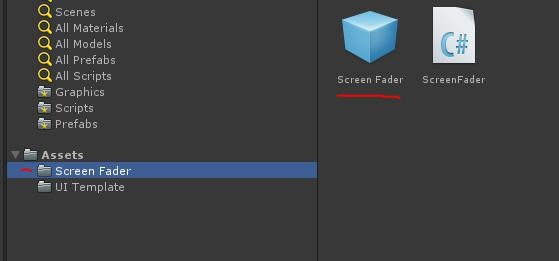 Scenes
All Materials
All Models
All Prefabs
All Scripts
Graphics
Scripts
Prefabs
Assets
Screen Fader
UI Template
C#
Screen Fader
ScreenFader